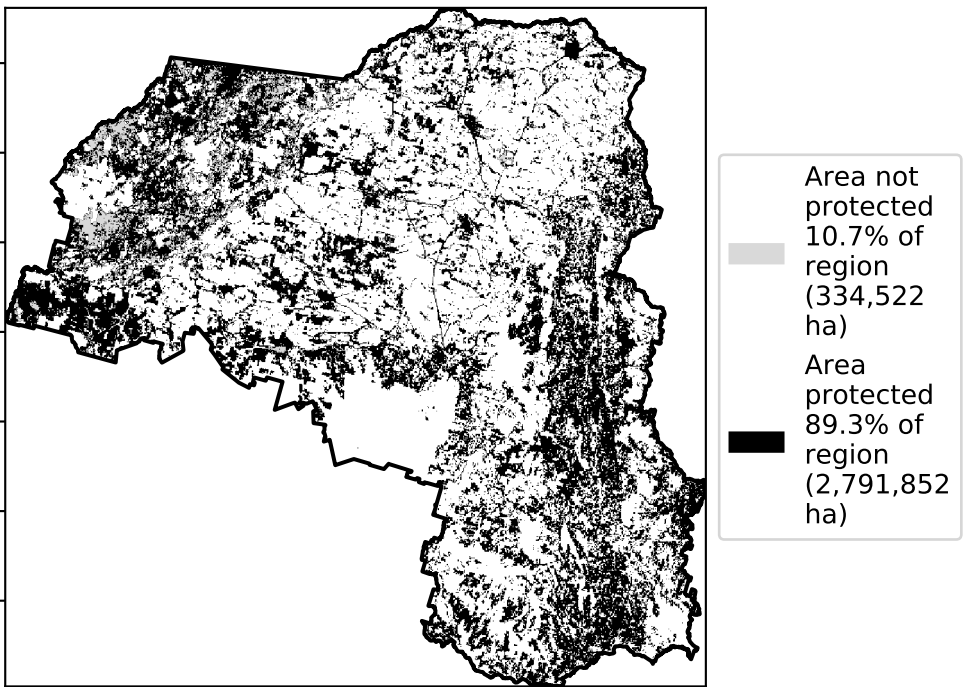 Area not
protected
10.7% of
region
(334,522
ha)
Area
protected
89.3% of
region
(2,791,852
ha)